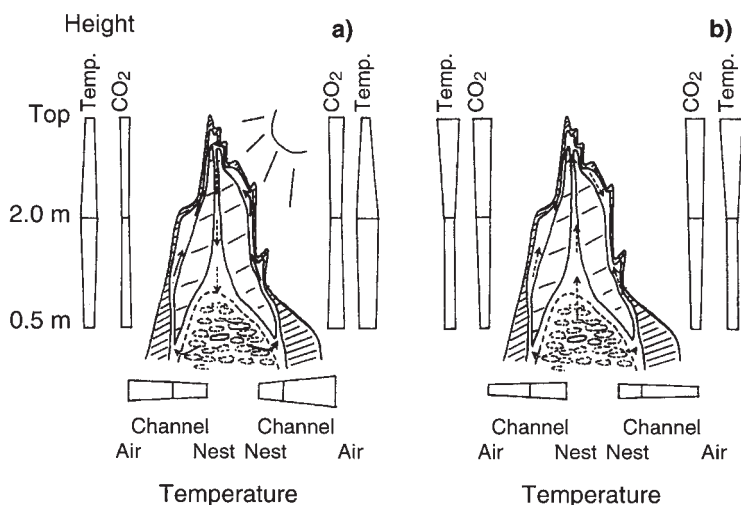 Height
a)
b)
Temp.
CO2
CO2
Temp.
Temp.
CO2
CO2
Temp.
Top
2.0 m
0.5 m
Channel
Channel
Channel
Channel
Air
Nest
Nest
Air
Air
Nest
Nest
Air
Temperature
Temperature